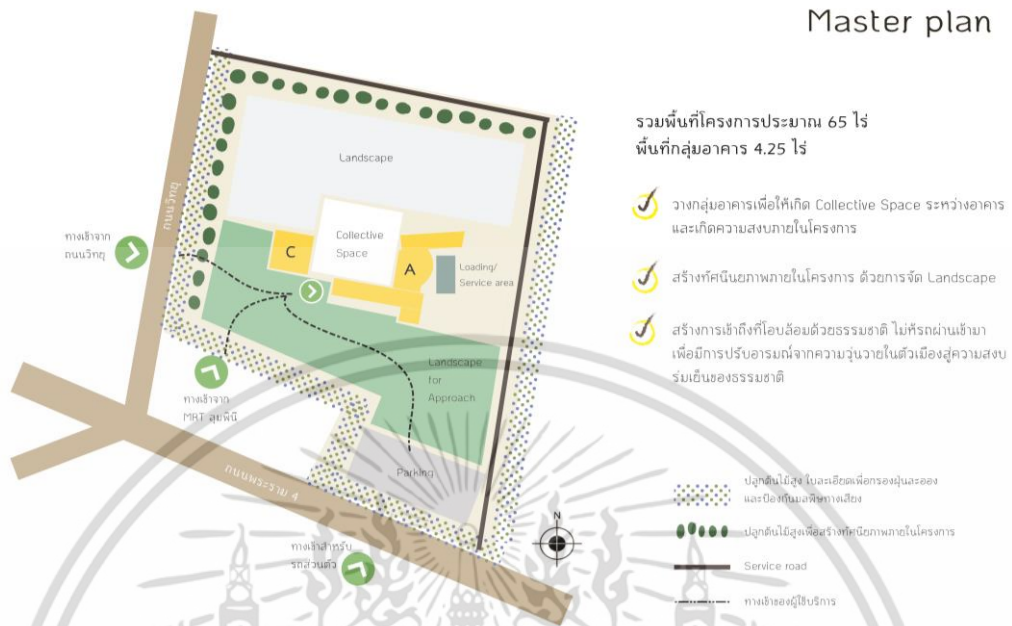 Master plan
รวมพื้นที่โครงการประมาณ 65 ไร่
พื้นที่กลุ่มอาคาร 4.25 ไร่
วางกลุ่มอาคารเพื่อให้เกิด Collective Space ระหว่างอาคาร
และเกิดความสงบภายในโครงการ
สร้างทัศนียภาพภายในโครงการ ด้วยการจัด Landscape
สร้างการเข้าถึงที่โอบล้อมด้วยธรรมชาติ ไม่ให้รถผ่านเข้ามา
เพื่อมีการปรับอารมณ์จากความวุ่นวายในตัวเมืองสู่ความสงบ
ร่มเย็นของธรรมชาติ
ถนนวิทยุ
Landscape
Collective
Space
C
A
Loading/
Service area
ทางเข้าจาก
ถนนวิทยุ
ทางเข้าจาก
MRT ลุมพินี
Landscape
for
Approach
Parking
ถนนพระราม 4
ทางเข้าสำหรับ
รถส่วนตัว
N
ปลูกต้นไม้สูง ใบละเอียดเพื่อกรองฝุ่นละออง
และป้องกันมลพิษทางเสียง
ปลูกต้นไม้สูงเพื่อสร้างทัศนียภาพภายในโครงการ
Service road
ทางเข้าของผู้ใช้บริการ